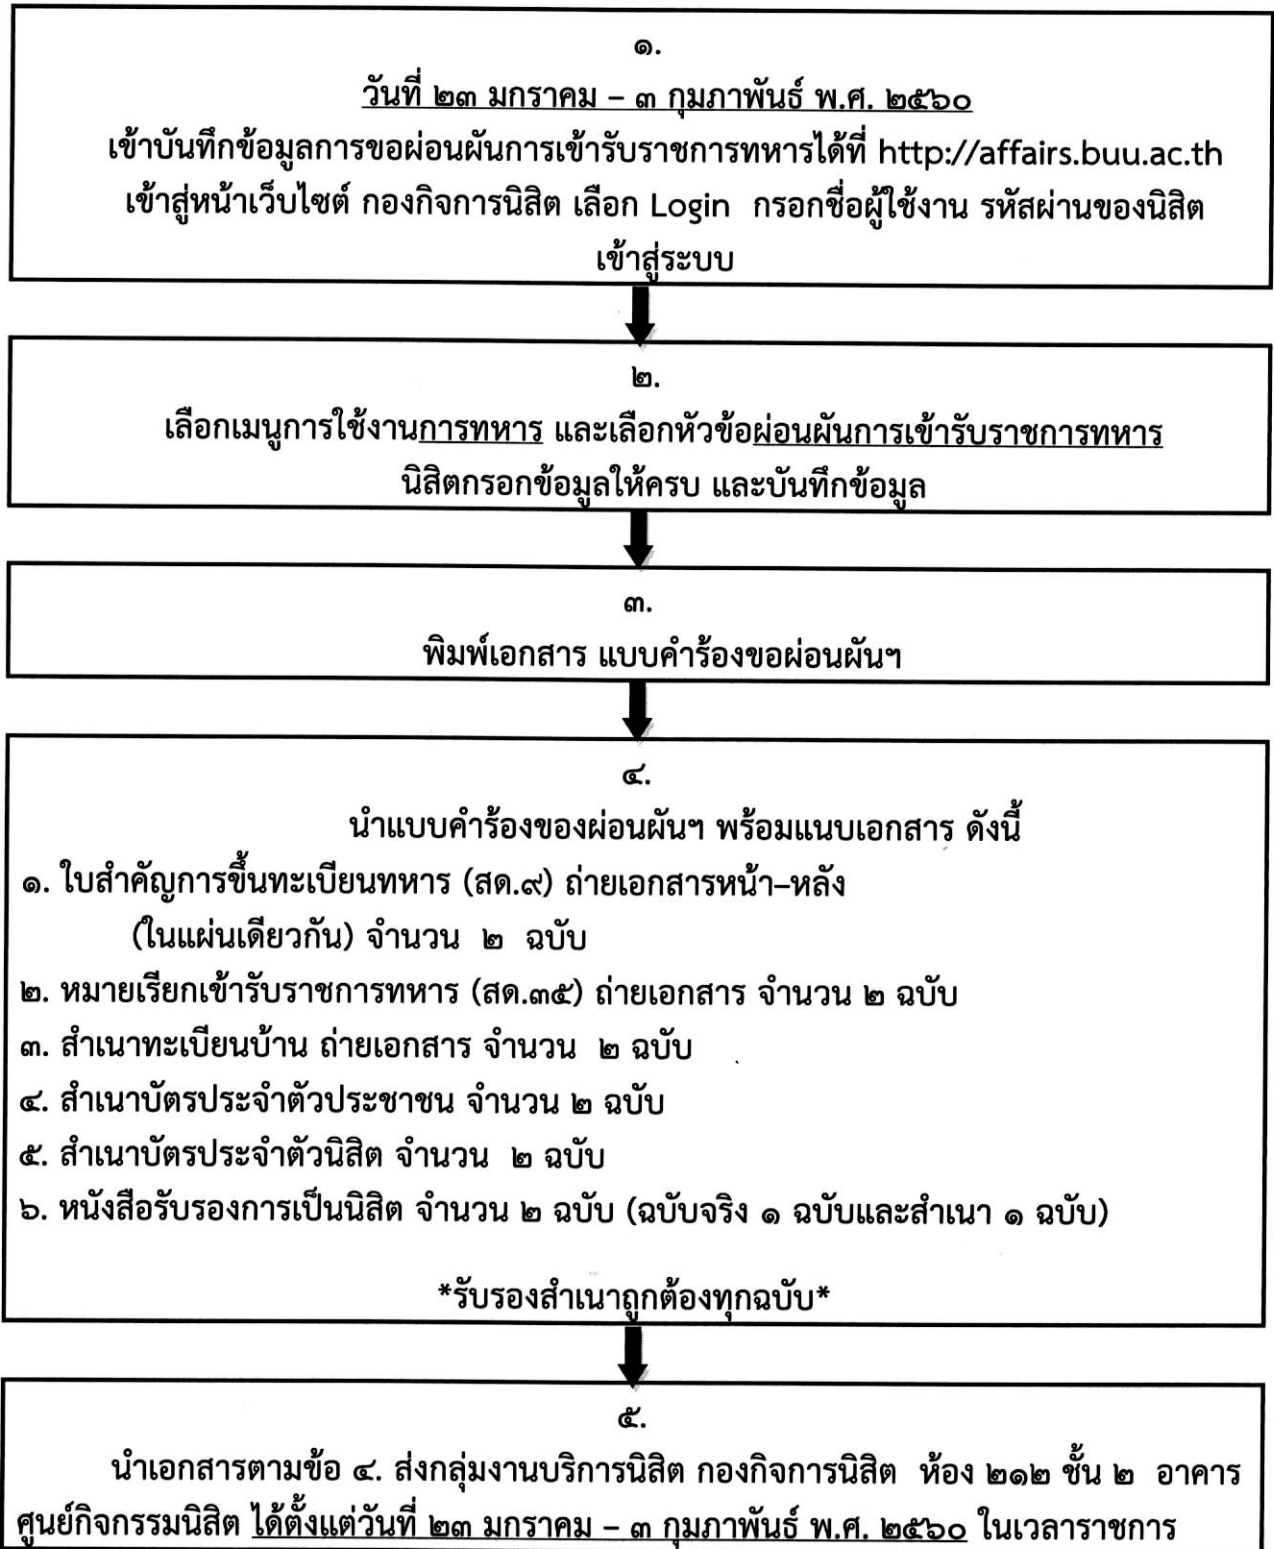 ๑.
วันที่ ๒๓ มกราคม – ๓ กุมภาพันธ์ พ.ศ. ๒๕๖๐
เข้าบันทึกข้อมูลการขอผ่อนผันการเข้ารับราชการทหารได้ที่ http://affairs.buu.ac.th
เข้าสู่หน้าเว็บไซต์ กองกิจการนิสิต เลือก Login กรอกชื่อผู้ใช้งาน รหัสผ่านของนิสิต
เข้าสู่ระบบ
๒.
เลือกเมนูการใช้งานการทหาร และเลือกหัวข้อผ่อนผันการเข้ารับราชการทหาร
นิสิตกรอกข้อมูลให้ครบ และบันทึกข้อมูล
๓.
พิมพ์เอกสาร แบบคำร้องขอผ่อนผันฯ
๔.
นำแบบคำร้องของผ่อนผันฯ พร้อมแนบเอกสาร ดังนี้
๑. ใบสำคัญการขึ้นทะเบียนทหาร (สด.๙) ถ่ายเอกสารหน้า–หลัง
(ในแผ่นเดียวกัน) จำนวน ๒ ฉบับ
๒. หมายเรียกเข้ารับราชการทหาร (สด.๓๕) ถ่ายเอกสาร จำนวน ๒ ฉบับ
๓. สำเนาทะเบียนบ้าน ถ่ายเอกสาร จำนวน ๒ ฉบับ
๔. สำเนาบัตรประจำตัวประชาชน จำนวน ๒ ฉบับ
๕. สำเนาบัตรประจำตัวนิสิต จำนวน ๒ ฉบับ
๖. หนังสือรับรองการเป็นนิสิต จำนวน ๒ ฉบับ (ฉบับจริง ๑ ฉบับและสำเนา ๑ ฉบับ)
*รับรองสำเนาถูกต้องทุกฉบับ*
๕.
นำเอกสารตามข้อ ๔. ส่งกลุ่มงานบริการนิสิต กองกิจการนิสิต ห้อง ๒๑๒ ชั้น ๒ อาคาร
ศูนย์กิจกรรมนิสิต ได้ตั้งแต่วันที่ ๒๓ มกราคม – ๓ กุมภาพันธ์ พ.ศ. ๒๕๖๐ ในเวลาราชการ